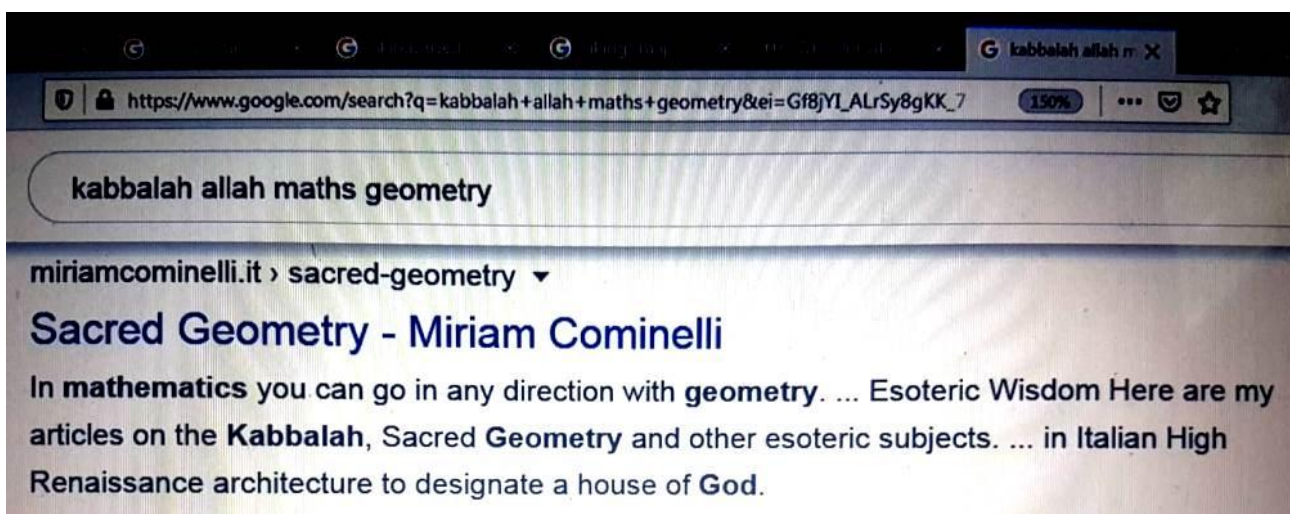 kabbalah allah m
https://www.google.com/search?q=kabbalah+allah+maths+geometry&ei=Gf8jYI_ALrSy8gKK_7
150%
kabbalah allah maths geometry
miriamcominelli.it › sacred-geometry
Sacred Geometry - Miriam Cominelli
In mathematics you can go in any direction with geometry. ... Esoteric Wisdom Here are my
articles on the Kabbalah, Sacred Geometry and other esoteric subjects. ... in Italian High
Renaissance architecture to designate a house of God.